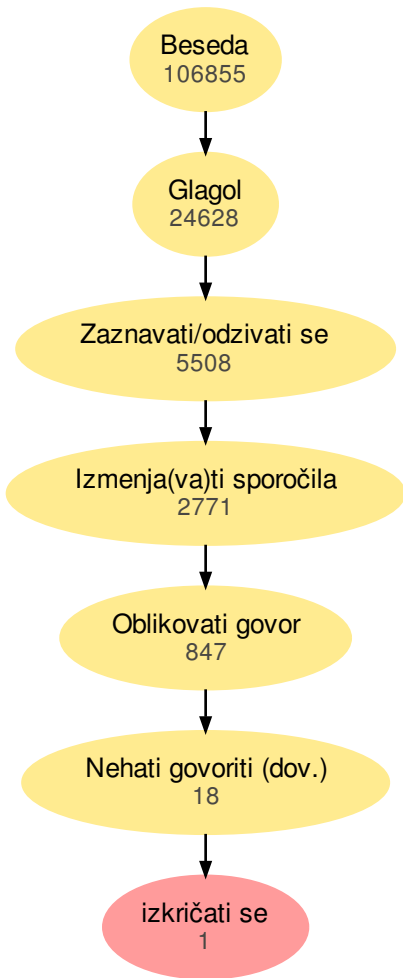 Beseda
106855
Glagol
24628
Zaznavati/odzivati se
5508
Izmenja(va)ti sporočila
2771
Oblikovati govor
847
Nehati govoriti (dov.)
18
izkričati se
1